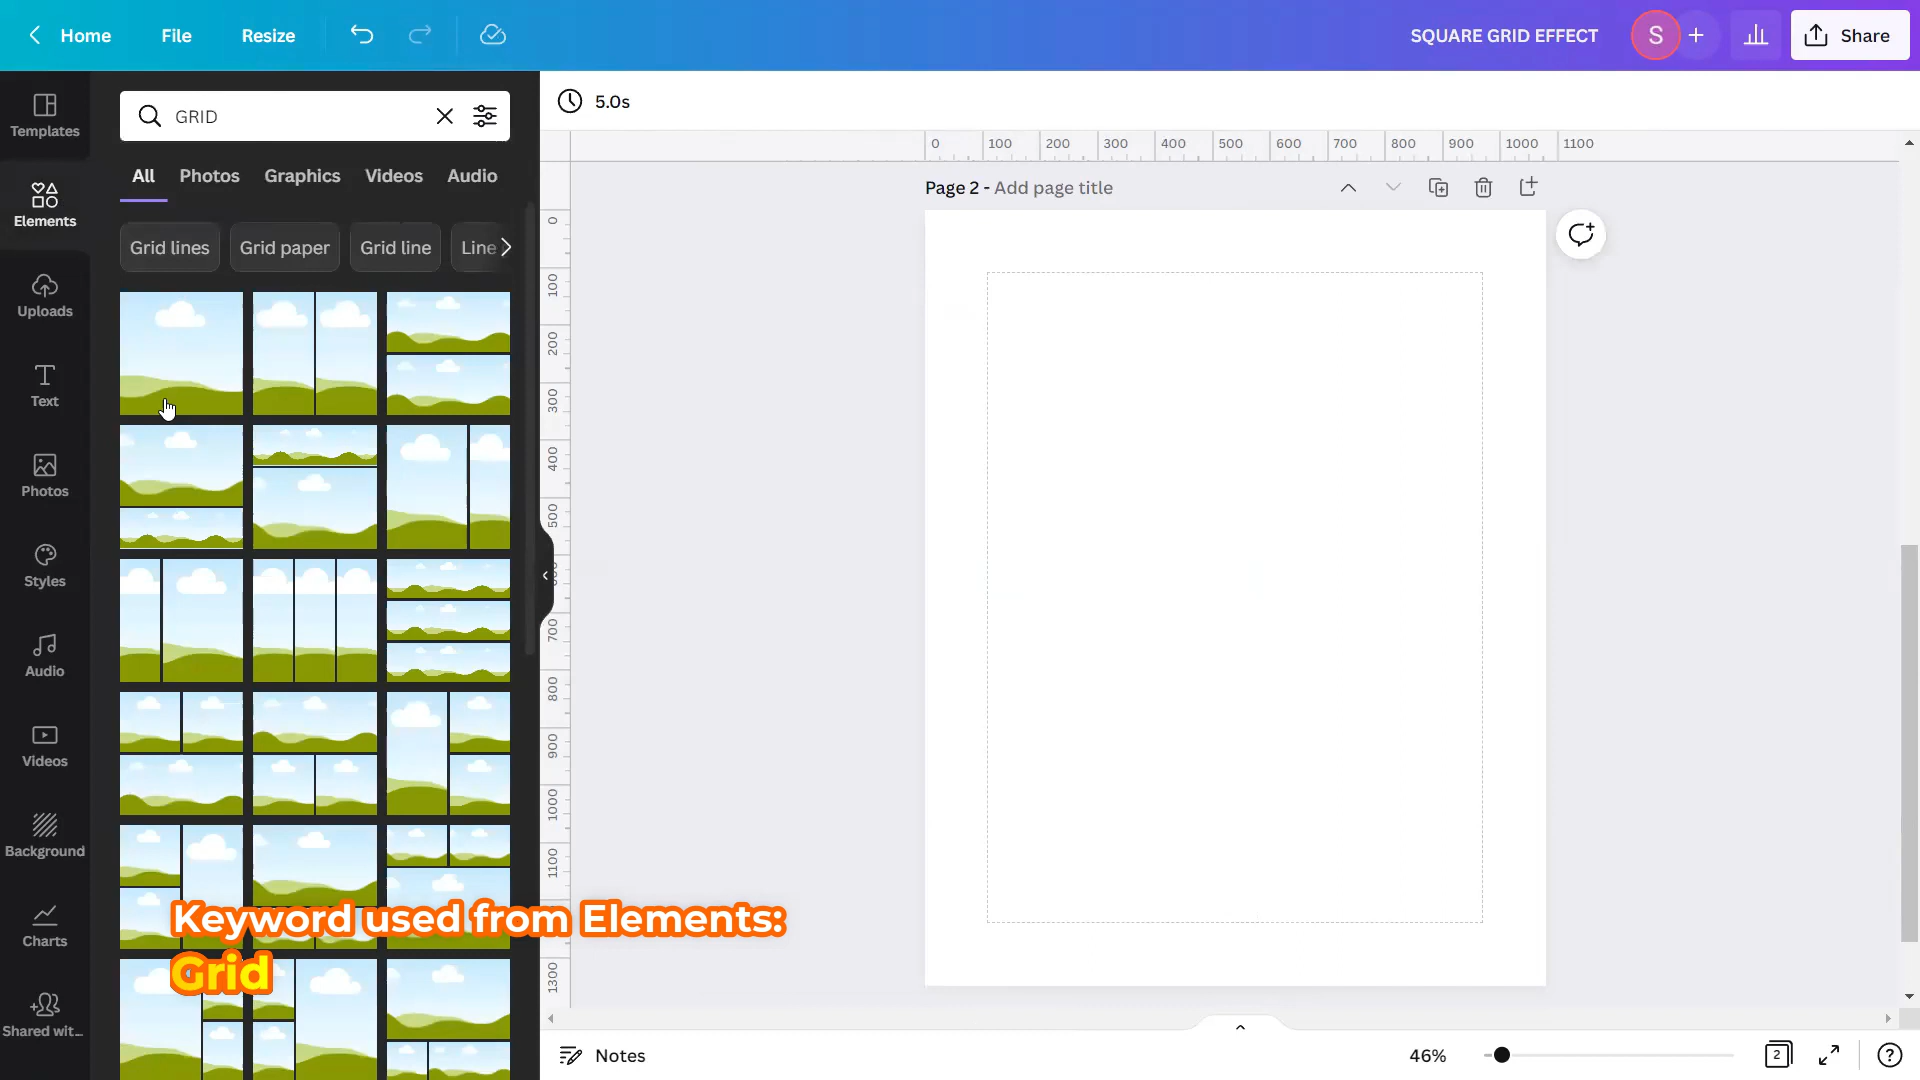 Home File Resize SQUARE GRID EFFECT S Share
GRID
5.0s
Templates
Elements
Uploads
Text
Photos
Styles
Audio
Videos
Background
Charts
Shared wit...
All Photos Graphics Videos Audio
Grid lines Grid paper Grid line Line
0 100 200 300 400 500 600 700 800 900 1000 1100
Page 2 - Add page title
0
100
200
300
400
500
700
800
900
1000
1100
1300
Keyword used from Elements:
Grid
Notes 46% 2 ?